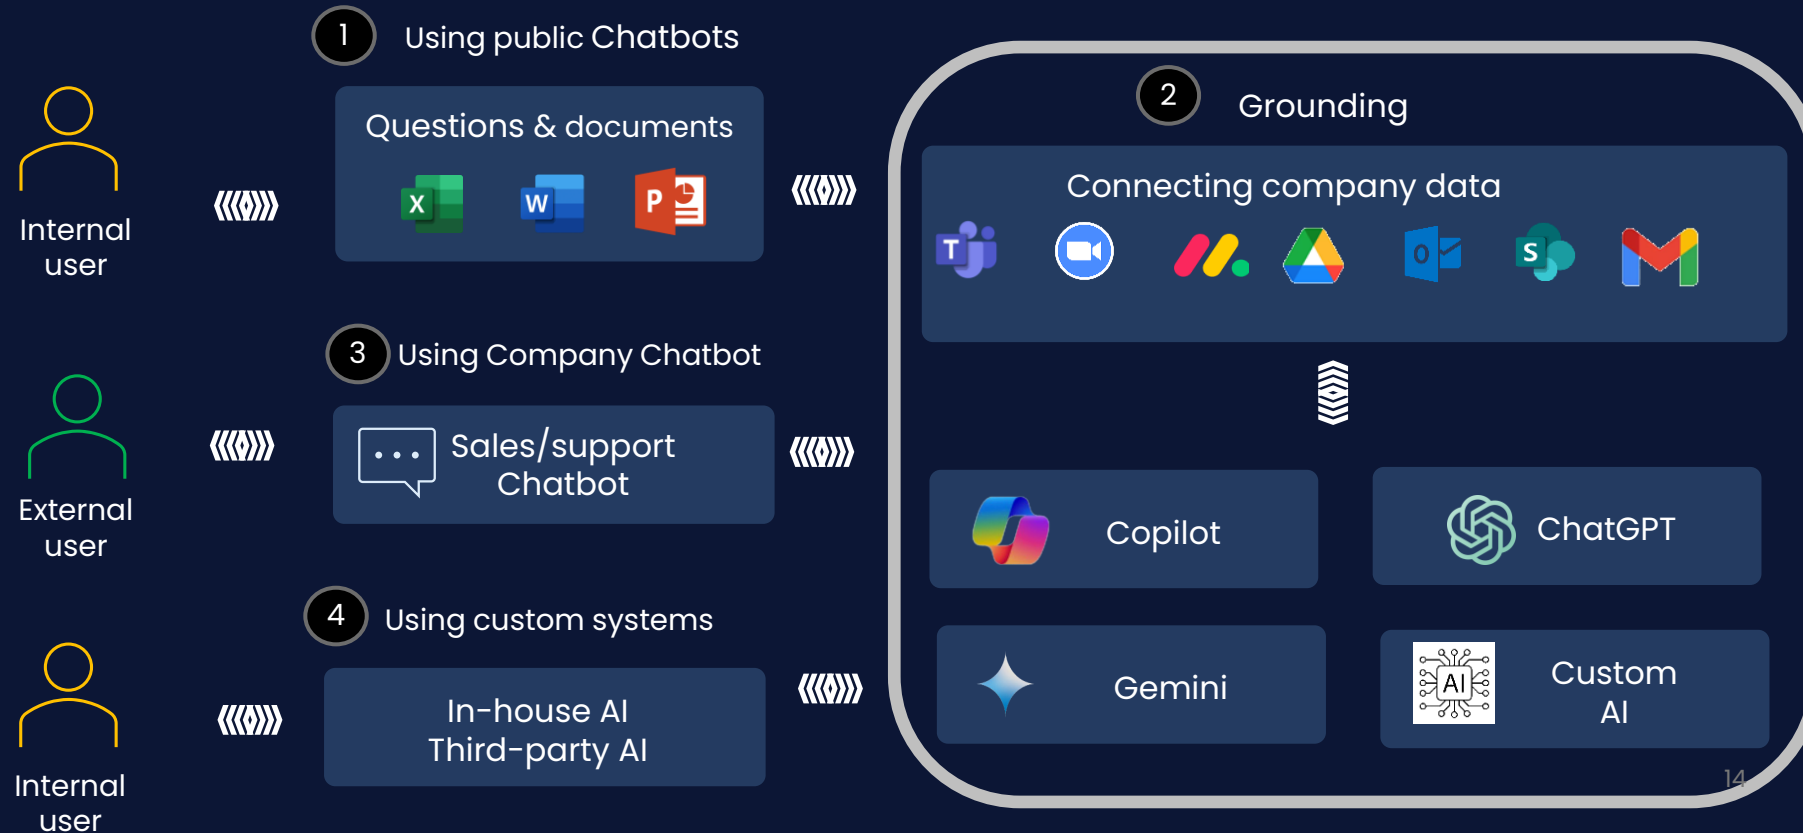 1
Using public Chatbots
Questions & documents
X
W
P
Internal
user
2
Grounding
Connecting company data
T
O
S
3
Using Company Chatbot
Sales/support
Chatbot
External
user
4
Using custom systems
In-house AI
Third-party AI
Internal
user
Copilot
ChatGPT
Gemini
AI
Custom
AI
14